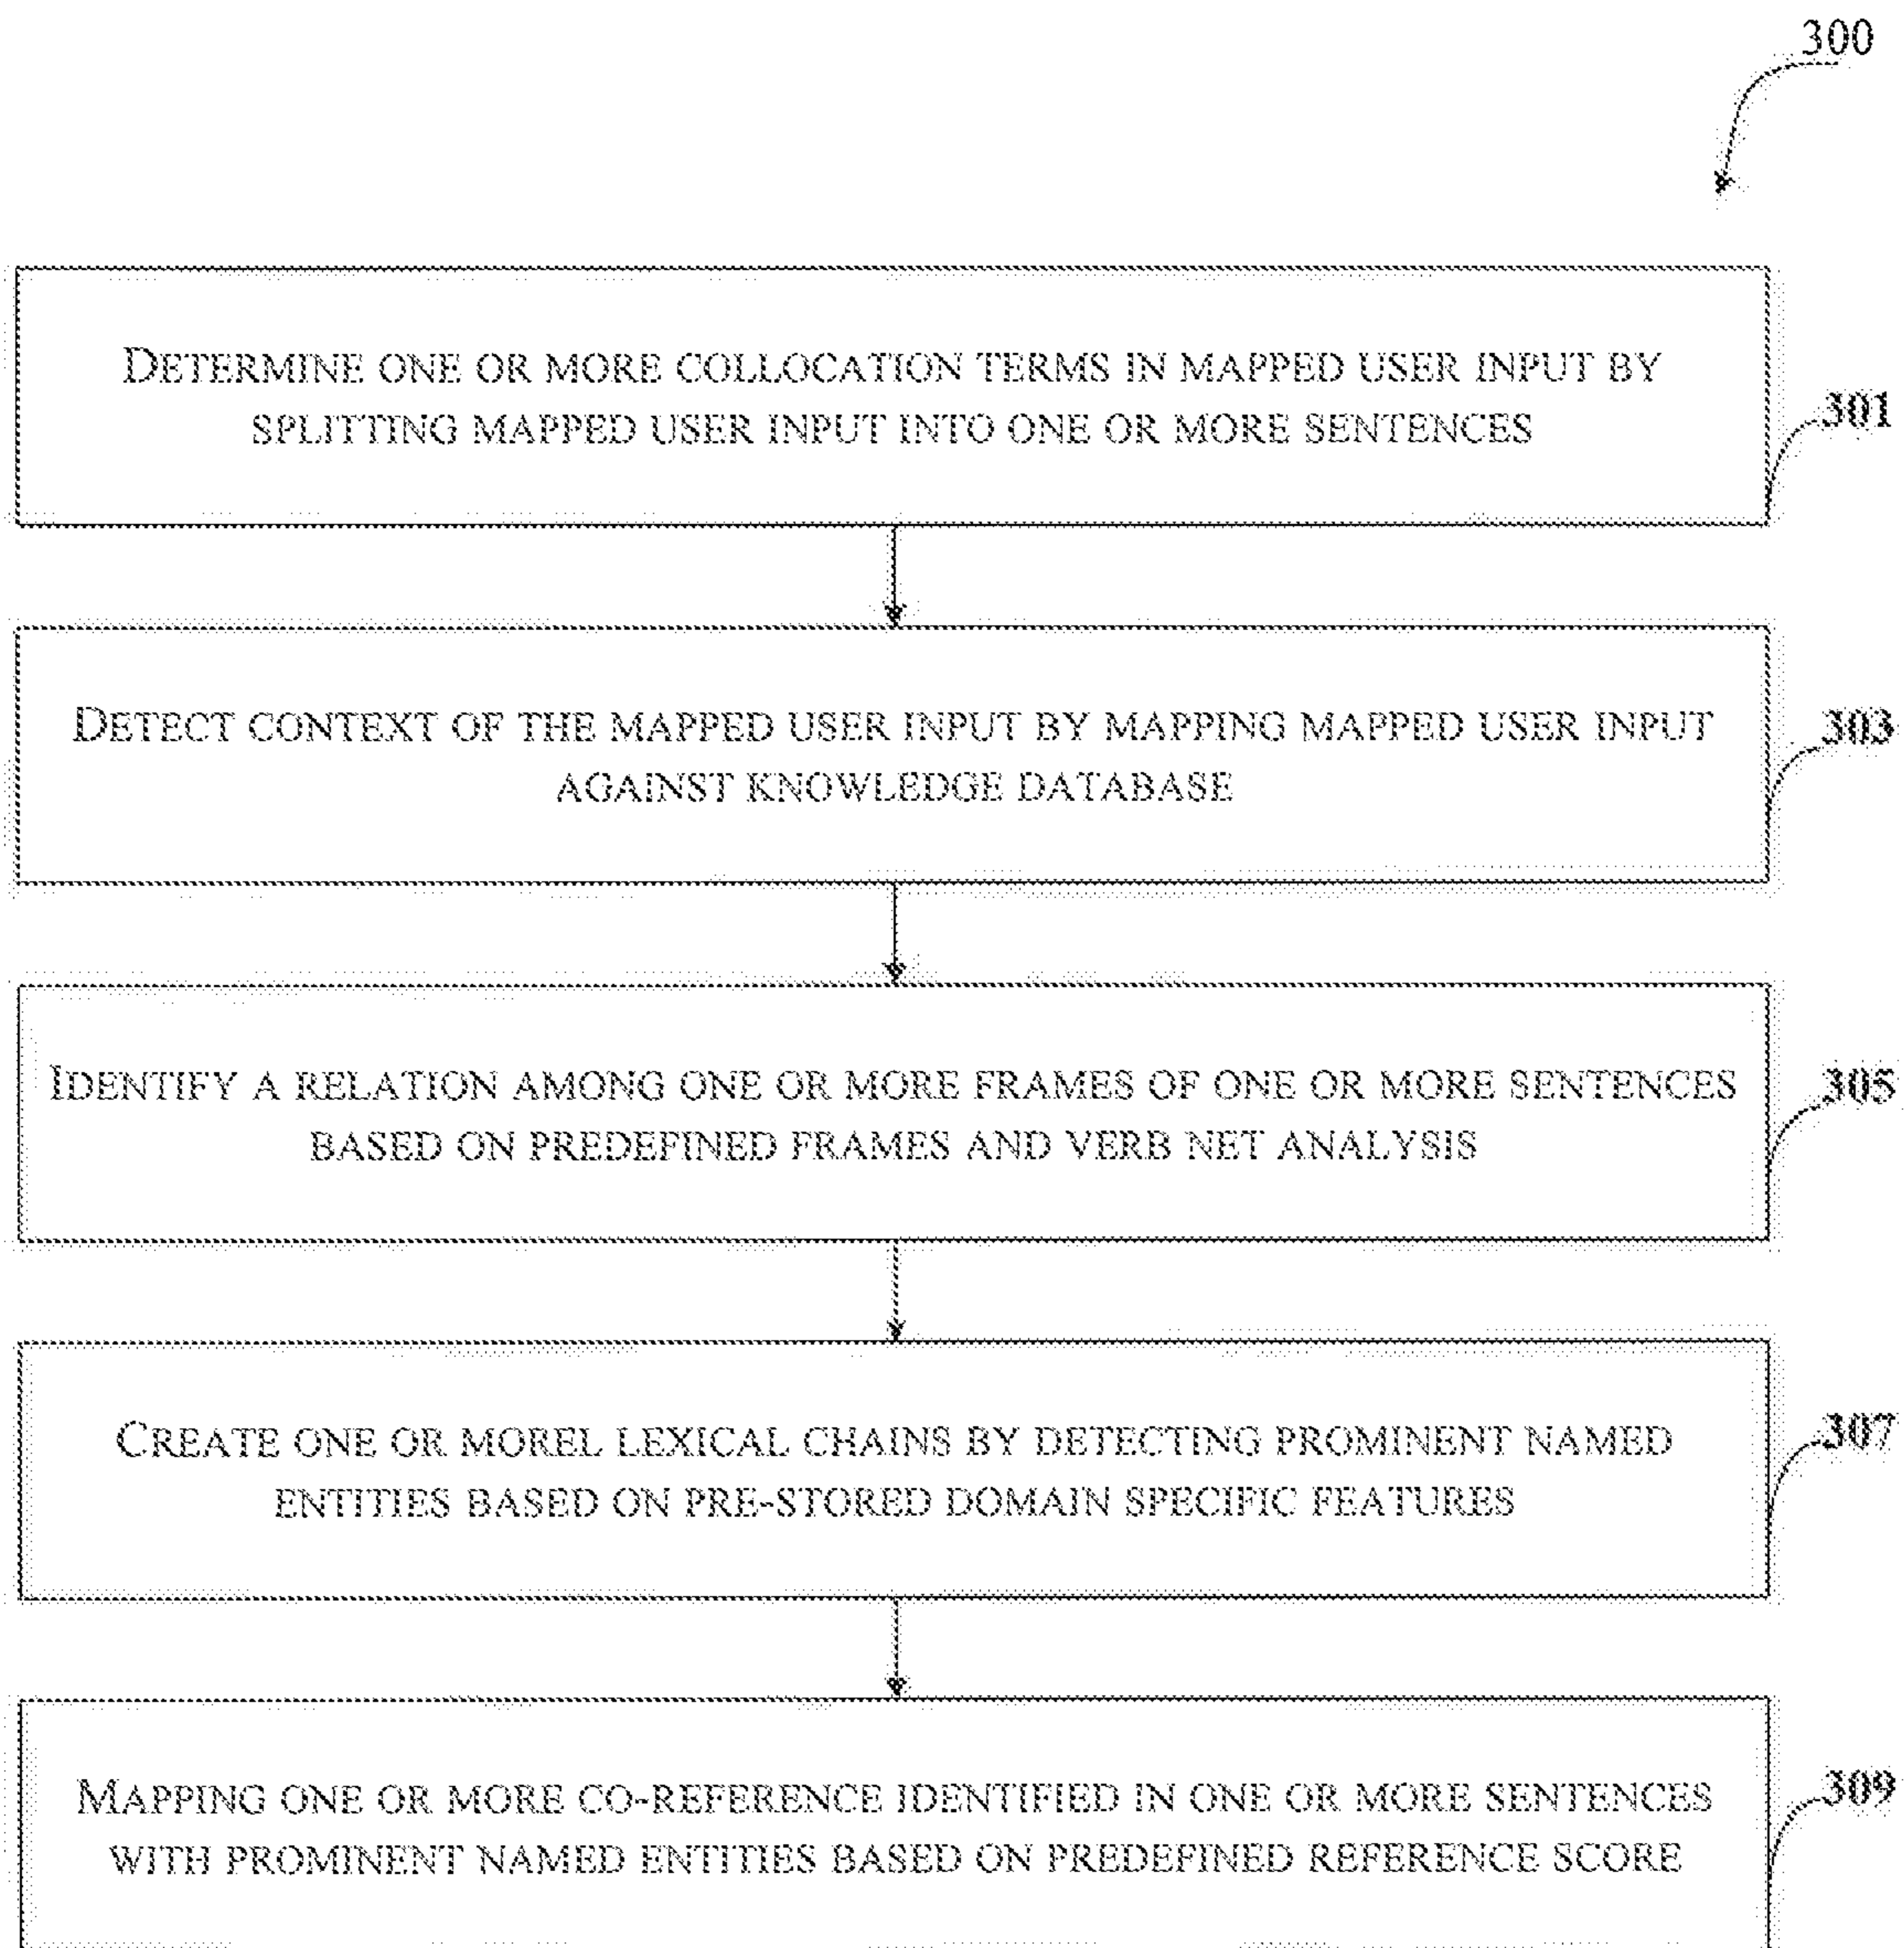 300
DETERMINE ONE OR MORE COLLOCATION TERMS IN MAPPED USER INPUT BY
SPLITTING MAPPED USER INPUT INTO ONE OR MORE SENTENCES
301
DETECT CONTEXT OF THE MAPPED USER INPUT BY MAPPING MAPPED USER INPUT
AGAINST KNOWLEDGE DATABASE
303
IDENTIFY A RELATION AMONG ONE OR MORE FRAMES OF ONE OR MORE SENTENCES
BASED ON PREDEFINED FRAMES AND VERB NET ANALYSIS
305
CREATE ONE OR MOREL LEXICAL CHAINS BY DETECTING PROMINENT NAMED
ENTITIES BASED ON PRE-STORED DOMAIN SPECIFIC FEATURES
307
MAPPING ONE OR MORE CO-REFERENCE IDENTIFIED IN ONE OR MORE SENTENCES
WITH PROMINENT NAMED ENTITIES BASED ON PREDEFINED REFERENCE SCORE
309